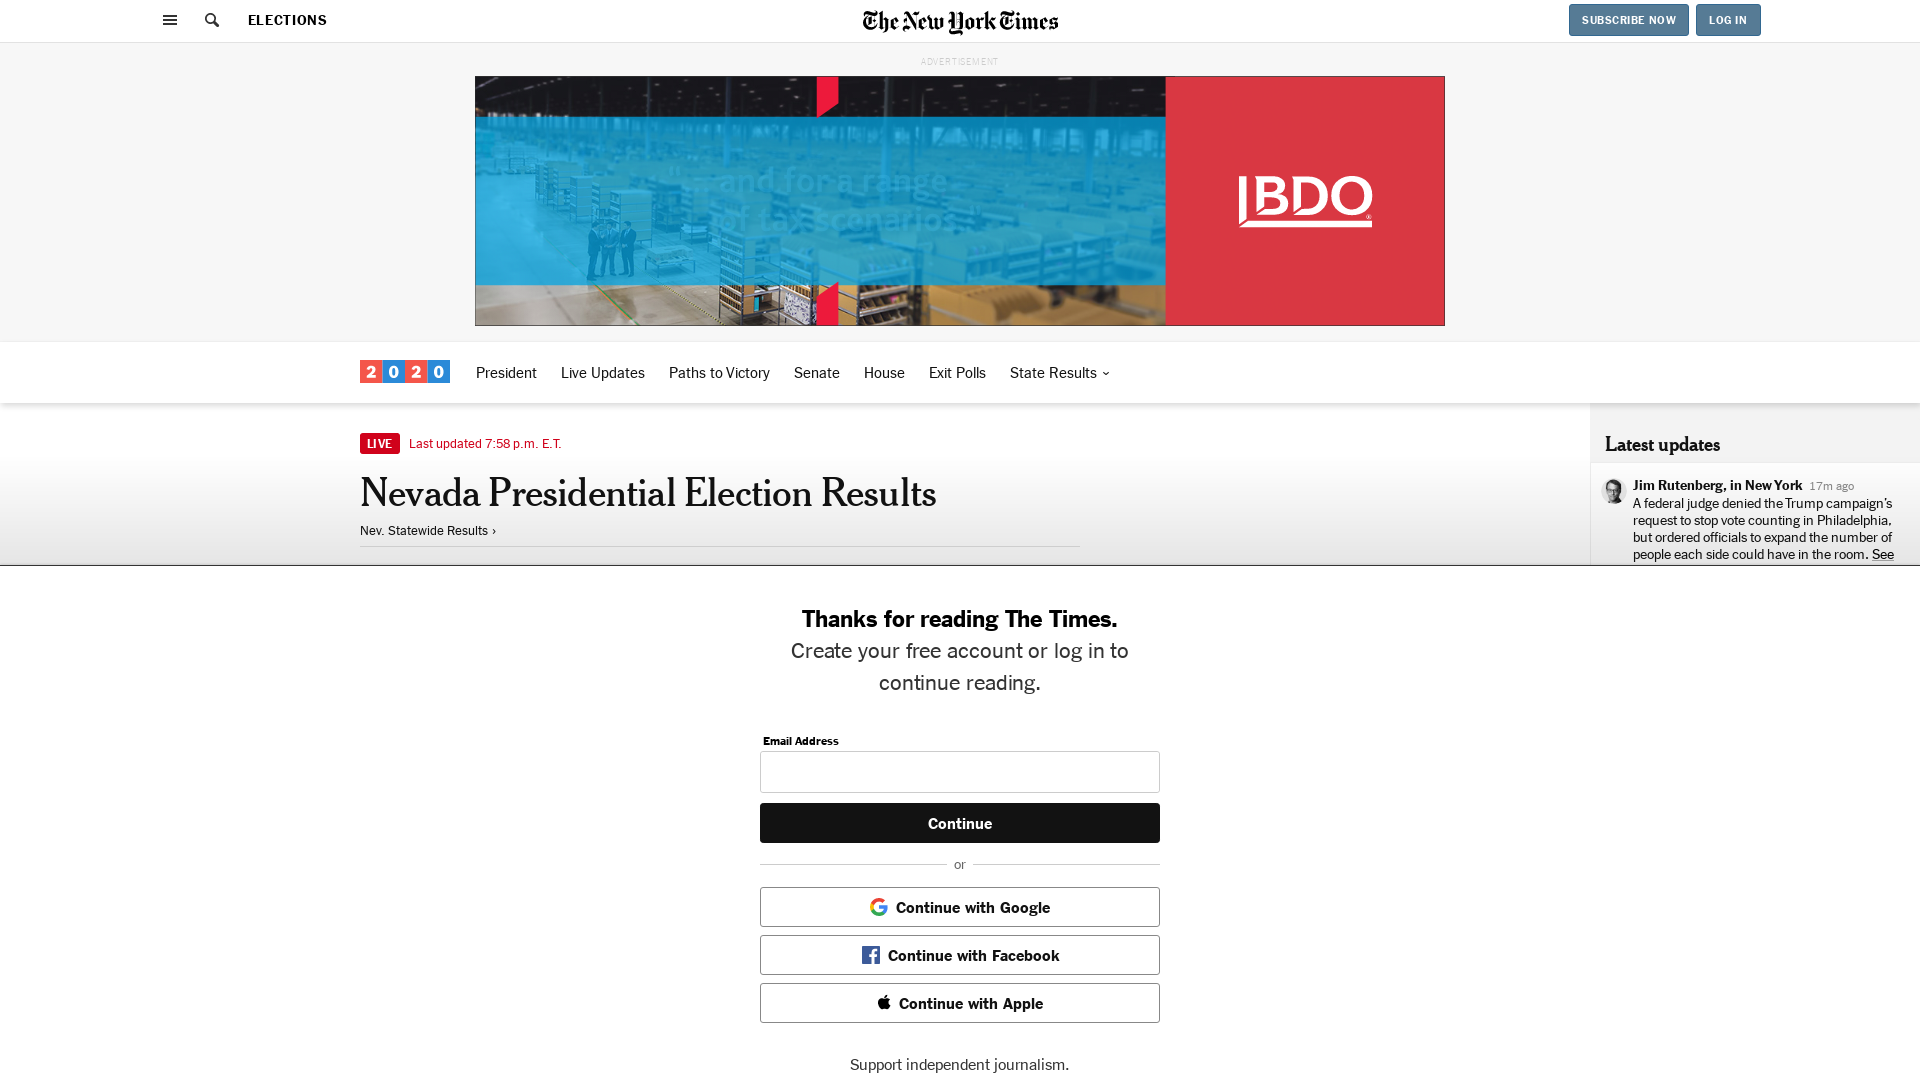 ELECTIONS
The New York Times
SUBSCRIBE NOW
LOG IN
ADVERTISEMENT
"... and for a range
of tax scenarios.
BDO
2020
President
Live Updates
Paths to Victory
Senate
House
Exit Polls
State Results
LIVE
Last updated 7:58 p.m. E.T.
Nevada Presidential Election Results
Nev. Statewide Results ›
Latest updates
Jim Rutenberg, in New York 17m ago
A federal judge denied the Trump campaign's
request to stop vote counting in Philadelphia,
but ordered officials to expand the number of
people each side could have in the room. See
Thanks for reading The Times.
Create your free account or log in to
continue reading.
Email Address
Continue
or
Continue with Google
Continue with Facebook
Continue with Apple
Support independent journalism.